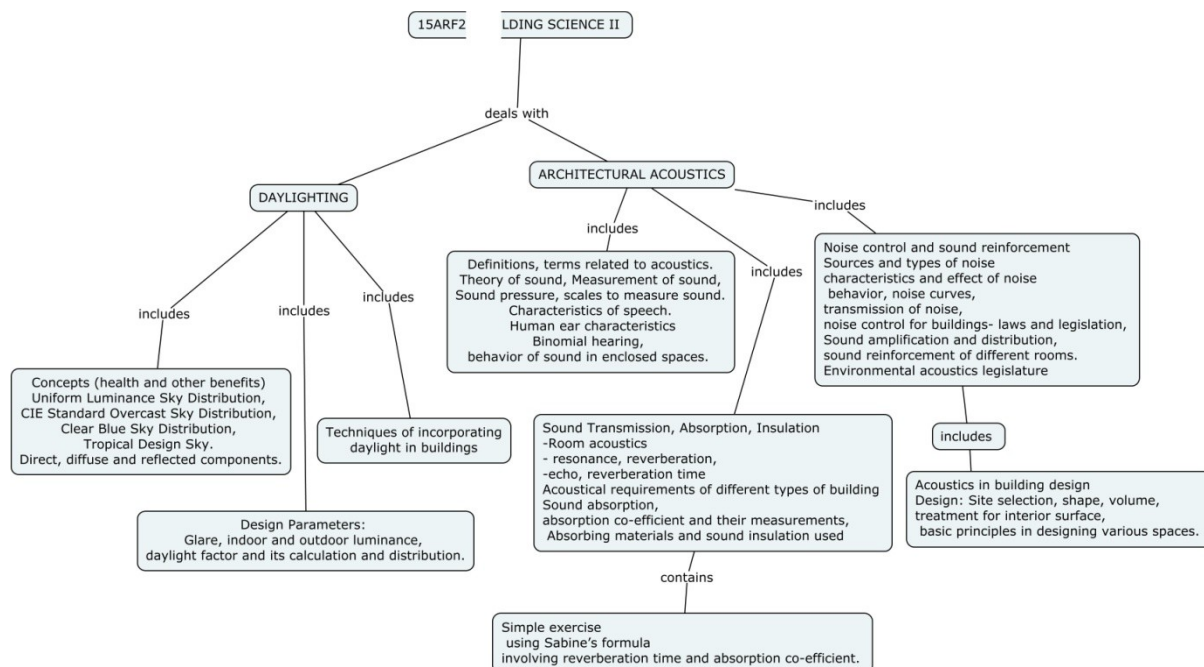 15ARF2 LDING SCIENCE II
deals with
DAYLIGHTING
ARCHITECTURAL ACOUSTICS
includes
includes
includes
includes
includes
includes
Concepts (health and other benefits)
Uniform Luminance Sky Distribution,
CIE Standard Overcast Sky Distribution,
Clear Blue Sky Distribution,
Tropical Design Sky.
Direct, diffuse and reflected components.
Techniques of incorporating
daylight in buildings
Design Parameters:
Glare, indoor and outdoor luminance,
daylight factor and its calculation and distribution.
Definitions, terms related to acoustics.
Theory of sound, Measurement of sound,
Sound pressure, scales to measure sound.
Characteristics of speech.
Human ear characteristics
Binomial hearing,
behavior of sound in enclosed spaces.
Sound Transmission, Absorption, Insulation
-Room acoustics
- resonance, reverberation,
-echo, reverberation time
Acoustical requirements of different types of building
Sound absorption,
absorption co-efficient and their measurements,
Absorbing materials and sound insulation used
contains
Simple exercise
using Sabine's formula
involving reverberation time and absorption co-efficient.
Noise control and sound reinforcement
Sources and types of noise
characteristics and effect of noise
behavior, noise curves,
transmission of noise,
noise control for buildings- laws and legislation,
Sound amplification and distribution,
sound reinforcement of different rooms.
Environmental acoustics legislature
includes
Acoustics in building design
Design: Site selection, shape, volume,
treatment for interior surface,
basic principles in designing various spaces.